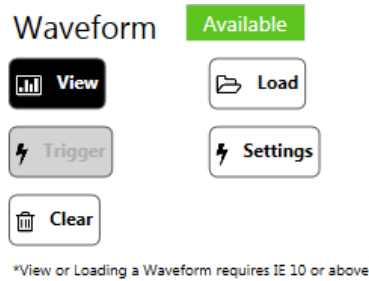 Waveform Available
View Load
Trigger Settings
Clear
*View or Loading a Waveform requires IE 10 or above